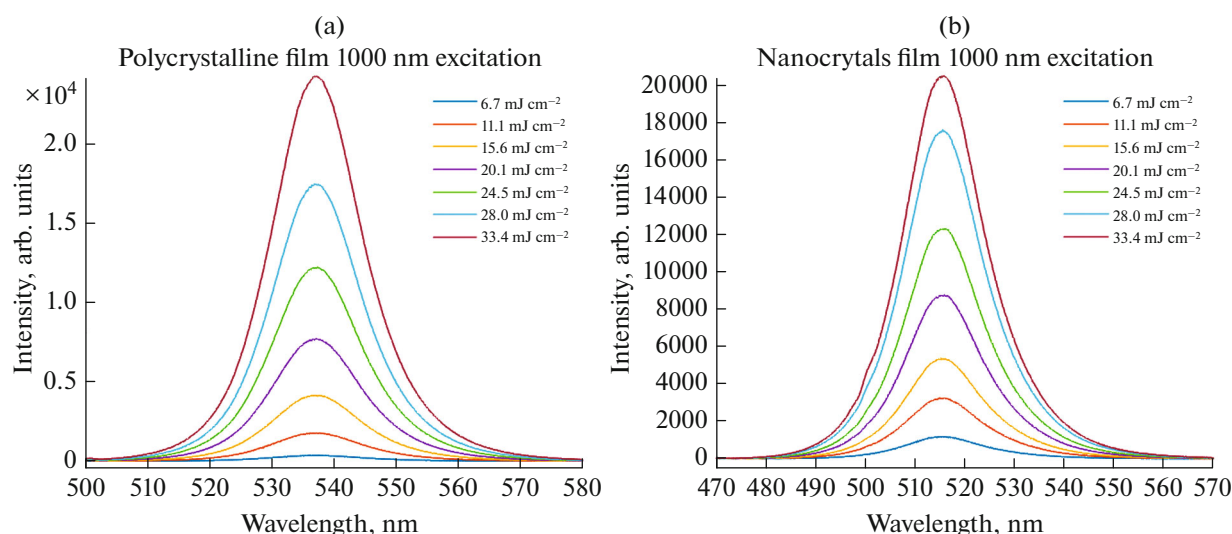 (a)
Polycrystalline film 1000 nm excitation
×10⁴
2.0
1.5
1.0
0.5
0
Intensity, arb. units
6.7 mJ cm⁻²
11.1 mJ cm⁻²
15.6 mJ cm⁻²
20.1 mJ cm⁻²
24.5 mJ cm⁻²
28.0 mJ cm⁻²
33.4 mJ cm⁻²
500 510 520 530 540 550 560 570 580
Wavelength, nm
(b)
Nanocrytals film 1000 nm excitation
20000
18000
16000
14000
12000
10000
8000
6000
4000
2000
0
Intensity, arb. units
6.7 mJ cm⁻²
11.1 mJ cm⁻²
15.6 mJ cm⁻²
20.1 mJ cm⁻²
24.5 mJ cm⁻²
28.0 mJ cm⁻²
33.4 mJ cm⁻²
470 480 490 500 510 520 530 540 550 560 570
Wavelength, nm